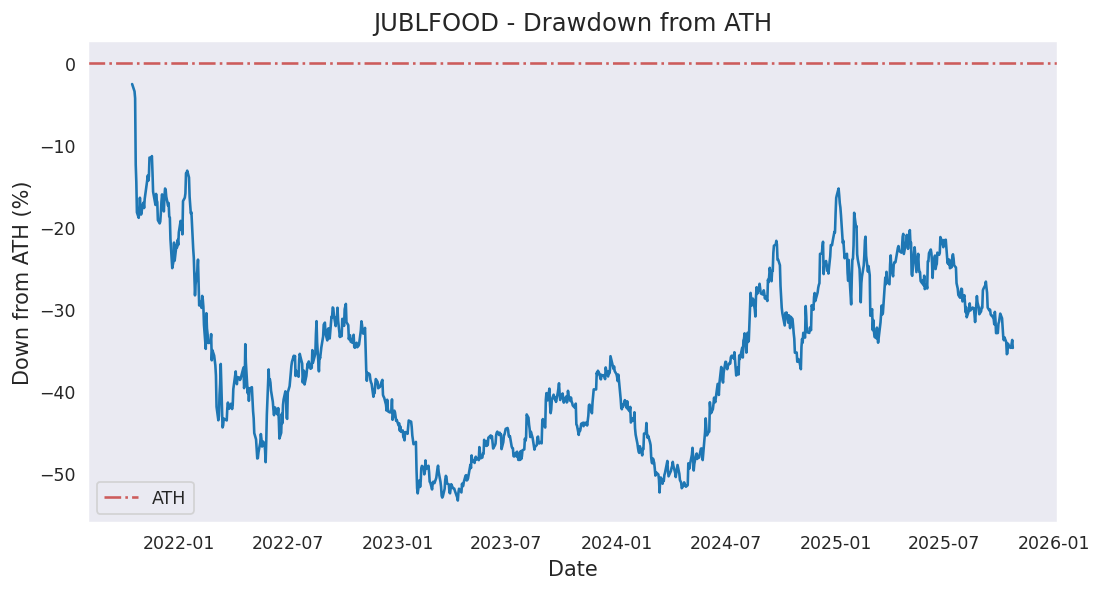 JUBLFOOD - Drawdown from ATH
Down from ATH (%)
0
−10
−20
−30
−40
−50
ATH
2022-01 2022-07 2023-01 2023-07 2024-01 2024-07 2025-01 2025-07 2026-01
Date